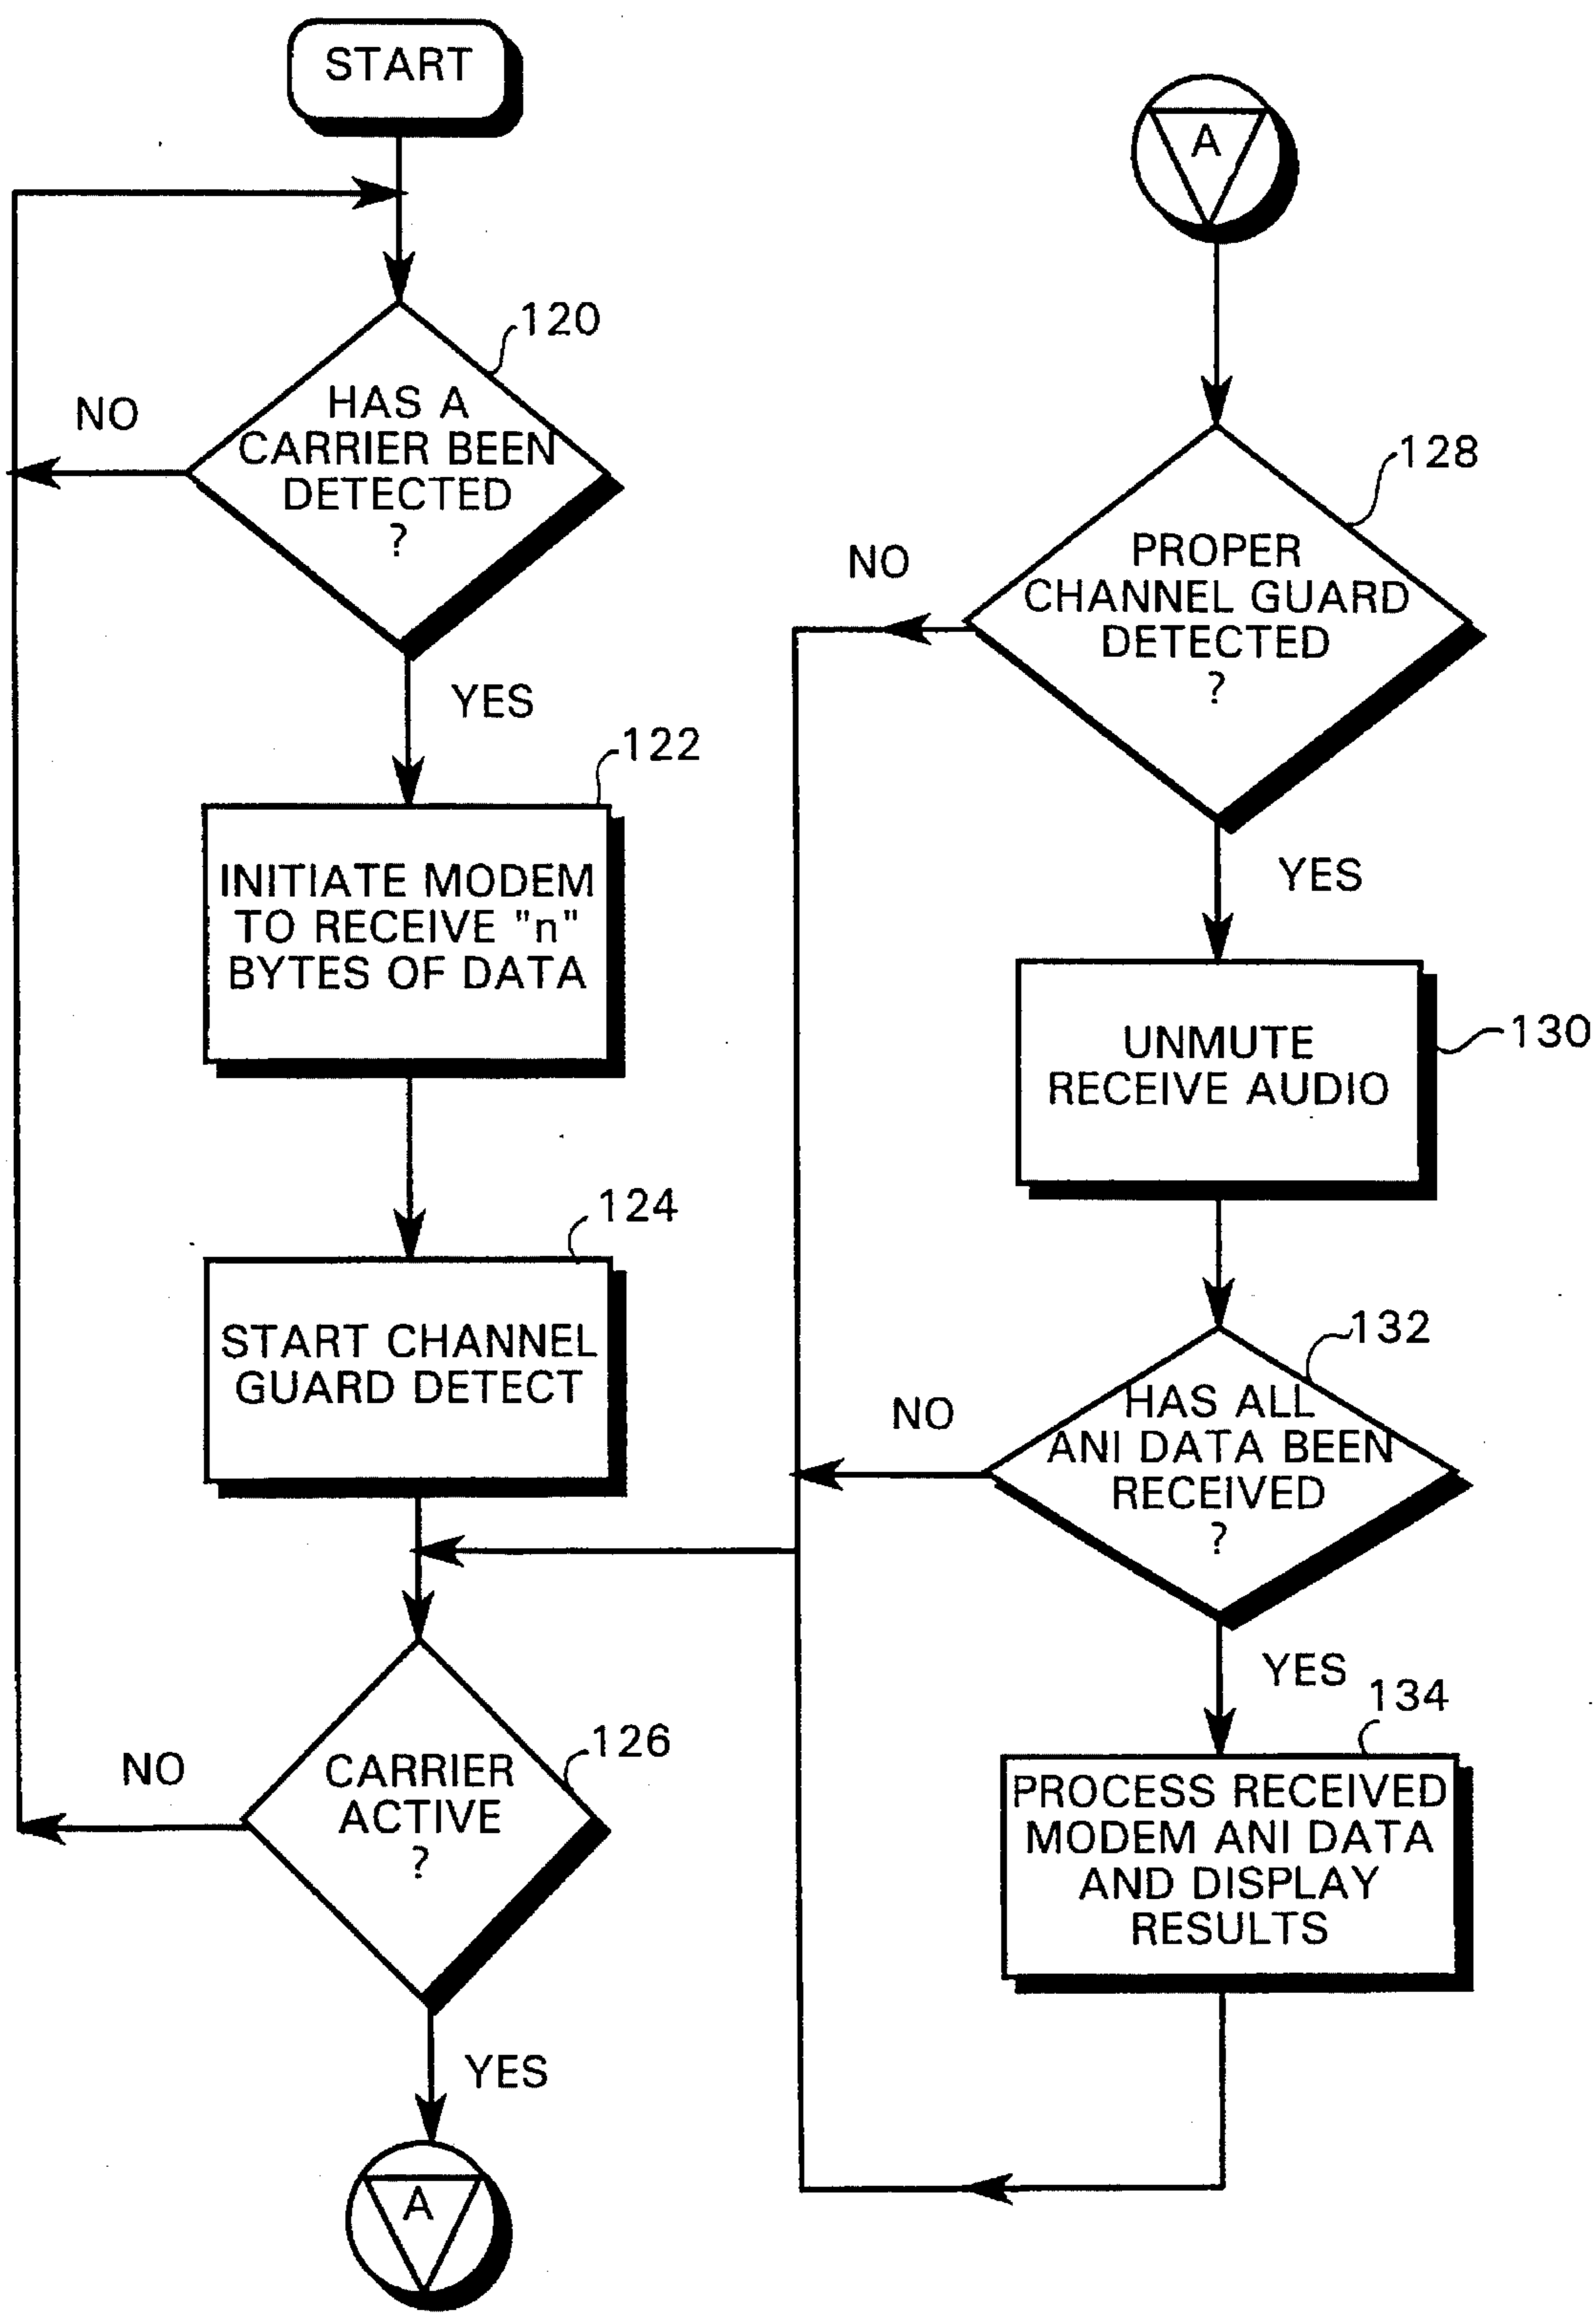 START
120
HAS A
CARRIER BEEN
DETECTED
?
NO
YES
122
INITIATE MODEM
TO RECEIVE "n"
BYTES OF DATA
124
START CHANNEL
GUARD DETECT
126
CARRIER
ACTIVE
?
NO
YES
A
A
128
PROPER
CHANNEL GUARD
DETECTED
?
NO
YES
130
UNMUTE
RECEIVE AUDIO
132
HAS ALL
ANI DATA BEEN
RECEIVED
?
NO
YES
134
PROCESS RECEIVED
MODEM ANI DATA
AND DISPLAY
RESULTS